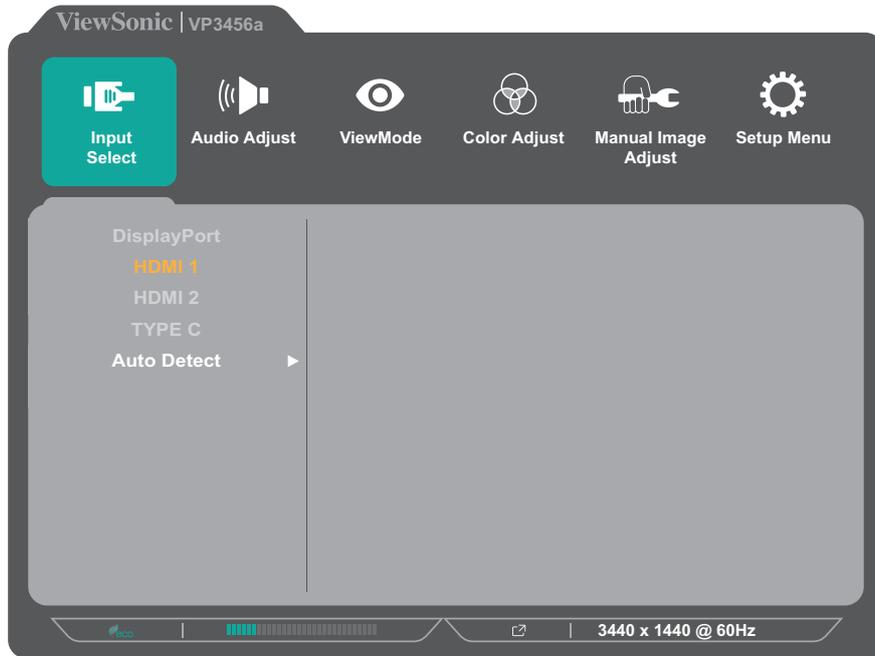 ViewSonic | VP3456a
Input
Select
Audio Adjust
ViewMode
Color Adjust
Manual Image
Adjust
Setup Menu
DisplayPort
HDMI 1
HDMI 2
TYPE C
Auto Detect
eco
3440 x 1440 @ 60Hz